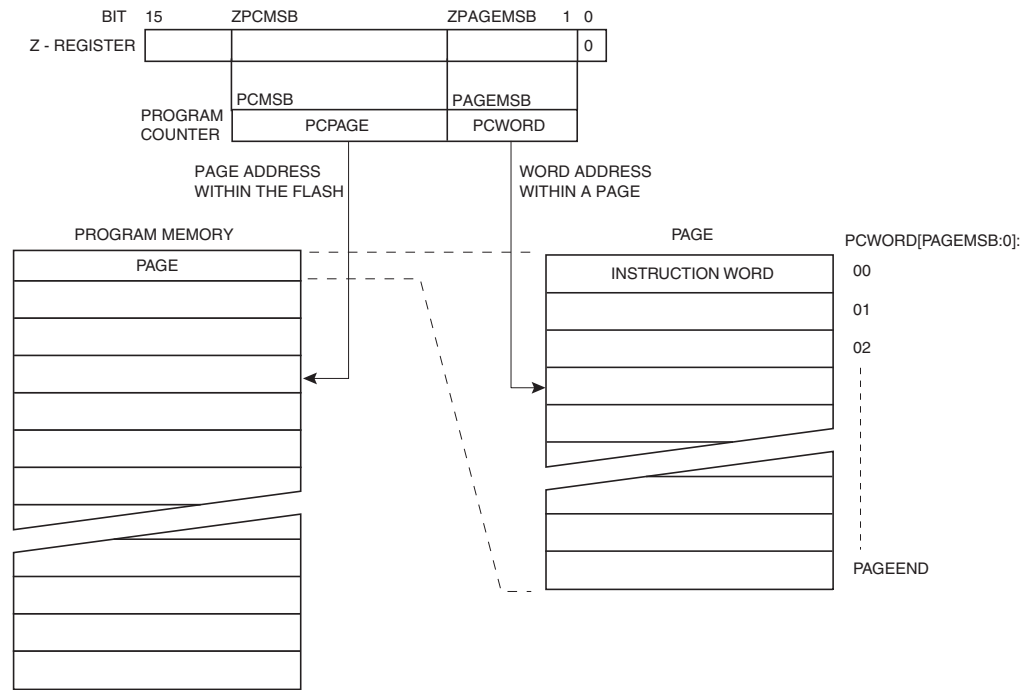 BIT 15 ZPCMSB ZPAGEMSB 1 0
Z - REGISTER 0
PCMSB PAGEMSB
PROGRAM
COUNTER
PCPAGE PCWORD
PAGE ADDRESS
WITHIN THE FLASH
WORD ADDRESS
WITHIN A PAGE
PROGRAM MEMORY
PAGE
PAGE
INSTRUCTION WORD
PCWORD[PAGEMSB:0]:
00
01
02
PAGEEND